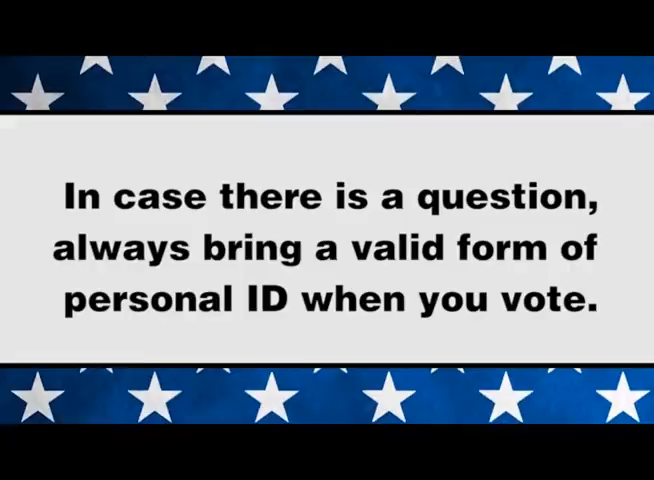 In case there is a question,
always bring a valid form of
personal ID when you vote.